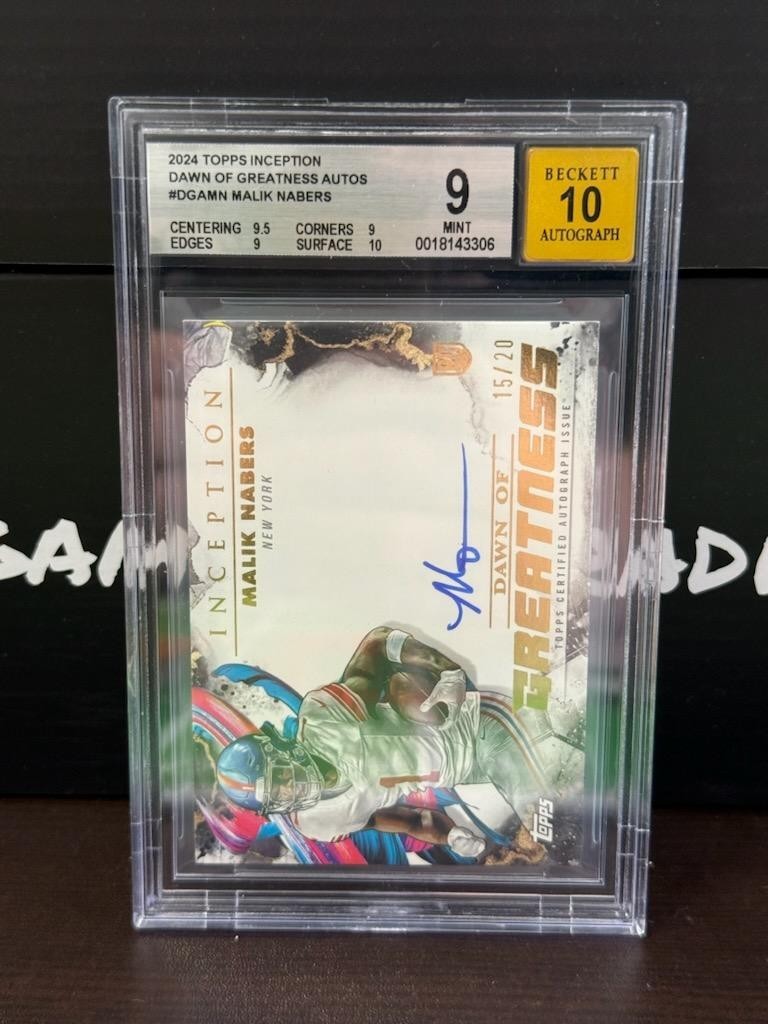 2024 TOPPS INCEPTION
DAWN OF GREATNESS AUTOS
#DGAMN MALIK NABERS
CENTERING 9.5 CORNERS 9
EDGES 9 SURFACE 10
9
MINT
0018143306
BECKETT
10
AUTOGRAPH
INCEPTION
MALIK NABERS
NEW YORK
15/20
DAWN OF
GREATNESS
TOPPS CERTIFIED AUTOGRAPH ISSUE
1
TOPPS